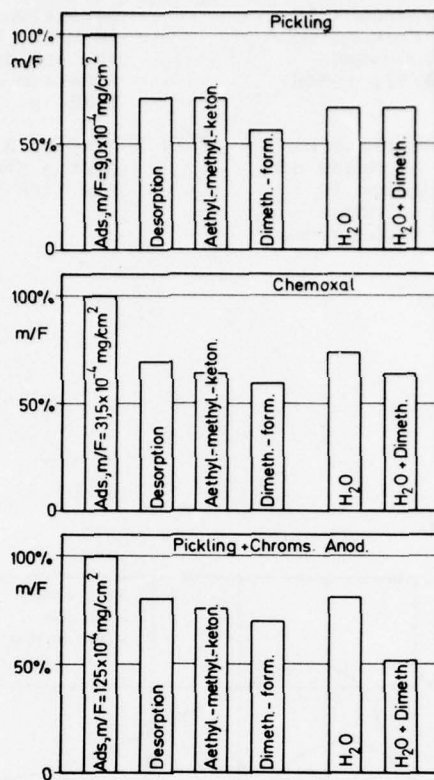 Pickling
100%
m/F
50%
0
Ads., m/F = 9,0x10⁻⁴ mg/cm²
Desorption
Aethyl-methyl-keton.
Dimeth.- form.
H₂O
H₂O + Dimeth.
Chemoxal
100%
m/F
50%
0
Ads., m/F = 31,5x10⁻⁴ mg/cm²
Desorption
Aethyl-methyl.-keton.
Dimeth.- form.
H₂O
H₂O + Dimeth.
Pickling + Chroms. Anod.
100%
m/F
50%
Ads., m/F = 125x10⁻⁴ mg/cm²
Desorption
Aethyl.-methyl.-keton.
Dimeth.- form.
H₂O
H₂O + Dimeth.